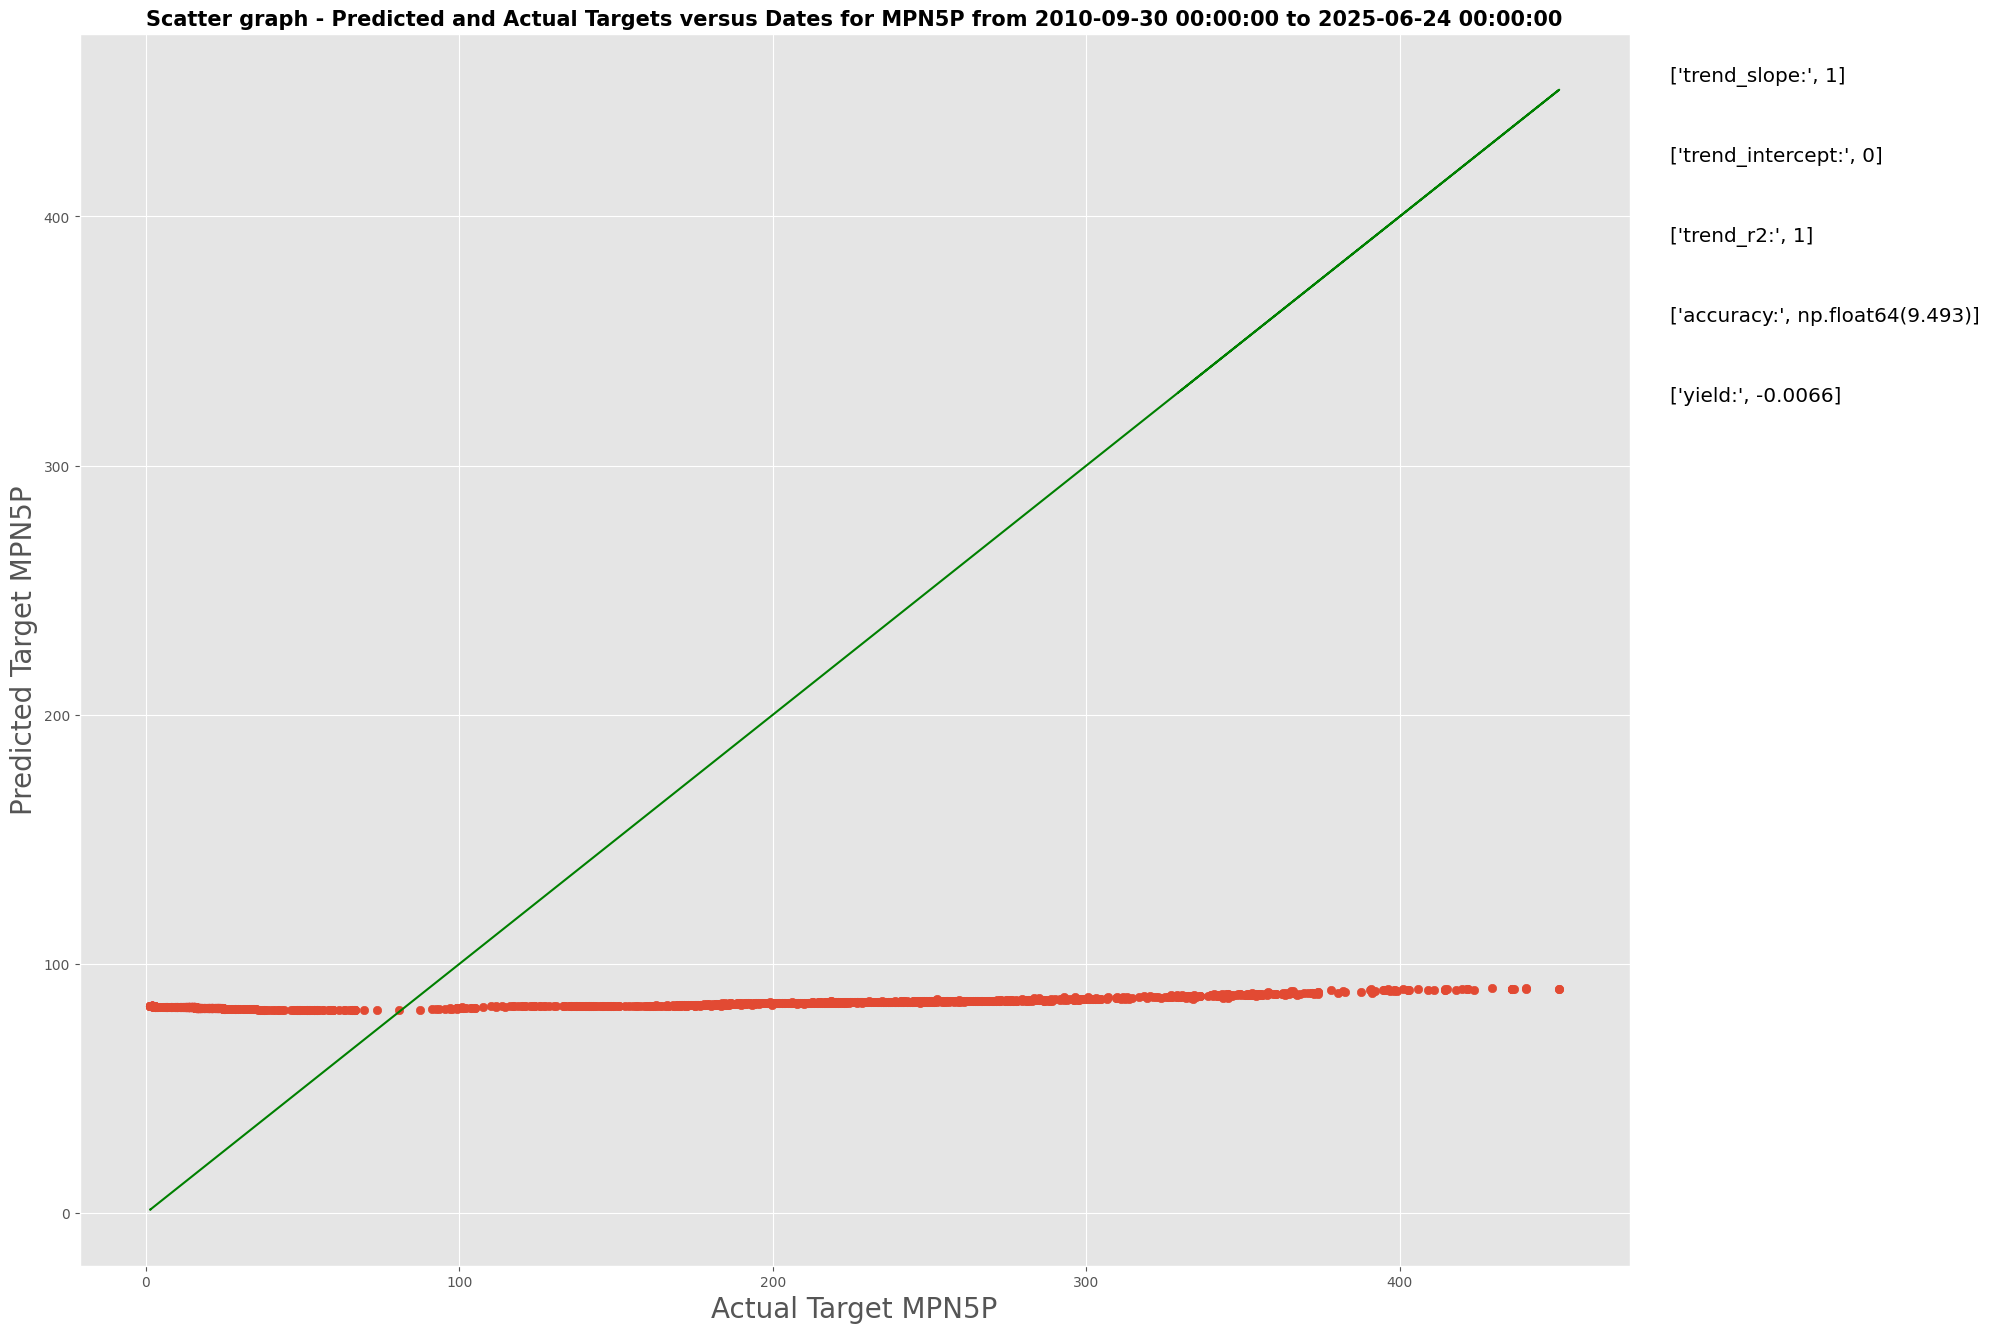 Scatter graph - Predicted and Actual Targets versus Dates for MPN5P from 2010-09-30 00:00:00 to 2025-06-24 00:00:00
['trend_slope:', 1]
['trend_intercept:', 0]
['trend_r2:', 1]
['accuracy:', np.float64(9.493)]
['yield:', -0.0066]
Predicted Target MPN5P
400
300
200
100
0
0 100 200 300 400
Actual Target MPN5P